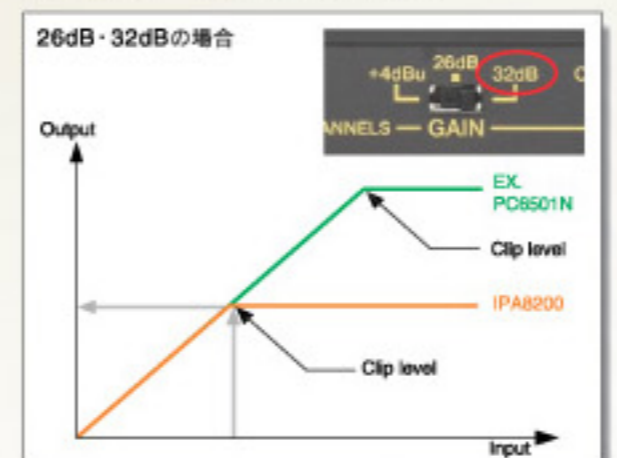 26dB・32dBの場合
+4dBu 26dB 32dB
ANNELS — GAIN
Output
EX.
PC9501N
Clip level
IPA8200
Clip level
Input